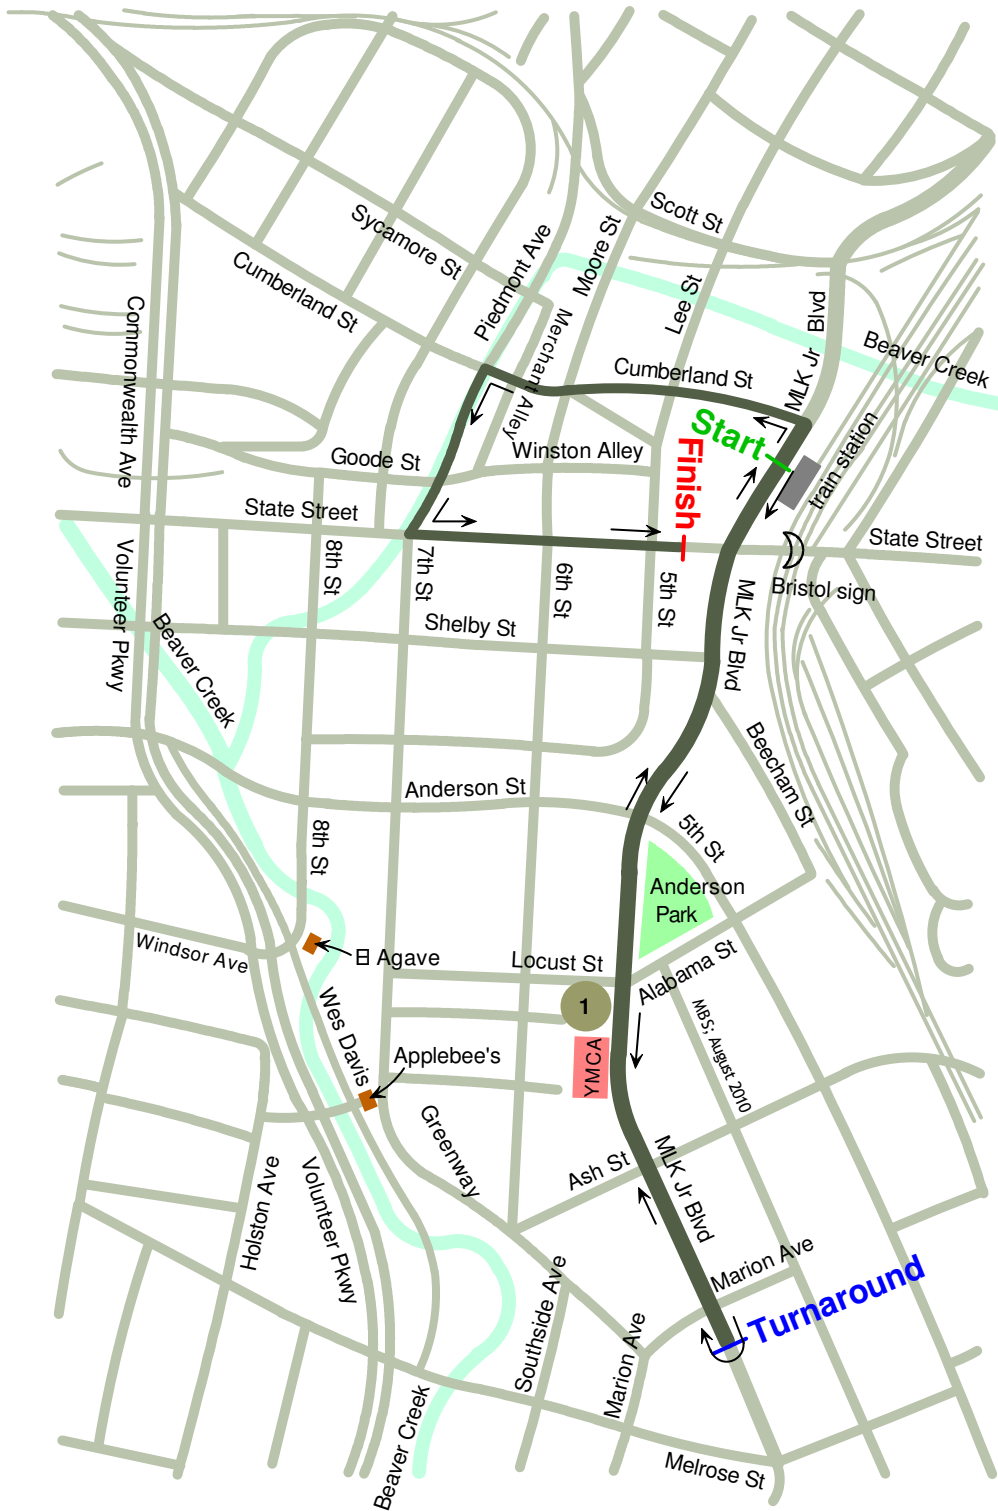 Scott St
Sycamore St
Piedmont Ave
Moore St
Cumberland St
Lee St
MLK Jr Blvd
Commonwealth Ave
Merchant Alley
Beaver Creek
Cumberland St
Start
Finish
Winston Alley
train station
Goode St
State Street
State Street
8th St
7th St
6th St
5th St
Bristol sign
Volunteer Pkwy
Beaver Creek
Shelby St
MLK Jr Blvd
Beecham St
Anderson St
8th St
5th St
Anderson
Park
Windsor Ave
Agave
Locust St
Alabama St
1
Wes Davis
Applebee's
YMCA
MBS; August 2010
Greenway
Ash St
MLK Jr Blvd
Holston Ave
Volunteer Pkwy
Marion Ave
Turnaround
Southside Ave
Marion Ave
Beaver Creek
Melrose St